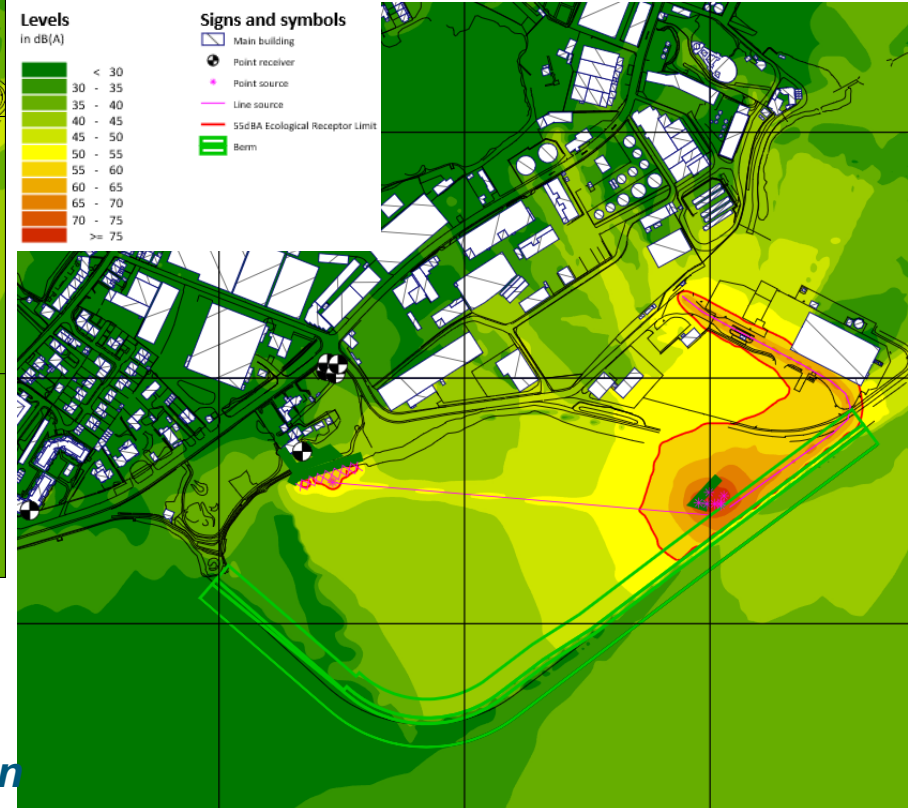 Levels
in dB(A)
< 30
30 - 35
35 - 40
40 - 45
45 - 50
50 - 55
55 - 60
60 - 65
65 - 70
70 - 75
>= 75
Signs and symbols
Main building
Point receiver
Point source
Line source
55dBA Ecological Receptor Limit
Berm
n